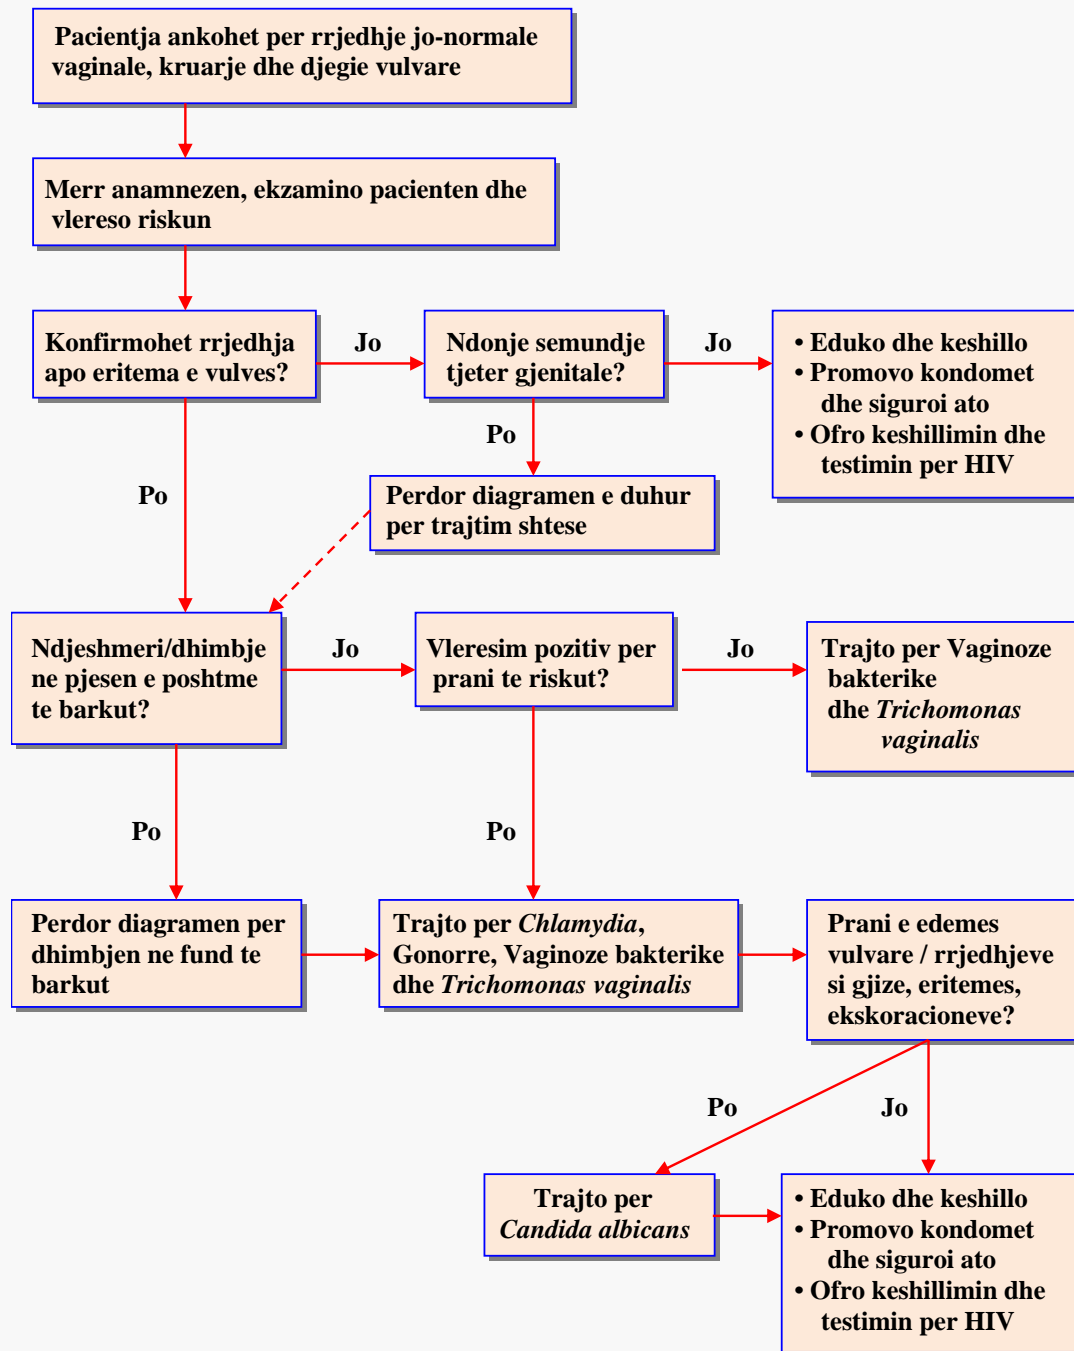 Pacientja ankohet per rrjedhje jo-normale
vaginale, kruarje dhe djegie vulvare
Merr anamnezen, ekzamino pacienten dhe
vlereso riskun
Konfirmohet rrjedhja
apo eritema e vulves?
Jo
Ndonje semundje
tjeter gjenitale?
Jo
• Eduko dhe keshillo
• Promovo kondomet
dhe siguroi ato
• Ofro keshillimin dhe
testimin per HIV
Po
Po
Perdor diagramen e duhur
per trajtim shtese
Ndjeshmeri/dhimbje
ne pjesen e poshtme
te barkut?
Jo
Vleresim pozitiv per
prani te riskut?
Jo
Trajto per Vaginoze
bakterike
dhe Trichomonas
vaginalis
Po
Po
Perdor diagramen per
dhimbjen ne fund te
barkut
Trajto per Chlamydia,
Gonorre, Vaginoze bakterike
dhe Trichomonas vaginalis
Prani e edemes
vulvare / rrjedhjeve
si gjize, eritemes,
ekskoracioneve?
Po
Jo
Trajto per
Candida albicans
• Eduko dhe keshillo
• Promovo kondomet
dhe siguroi ato
• Ofro keshillimin dhe
testimin per HIV